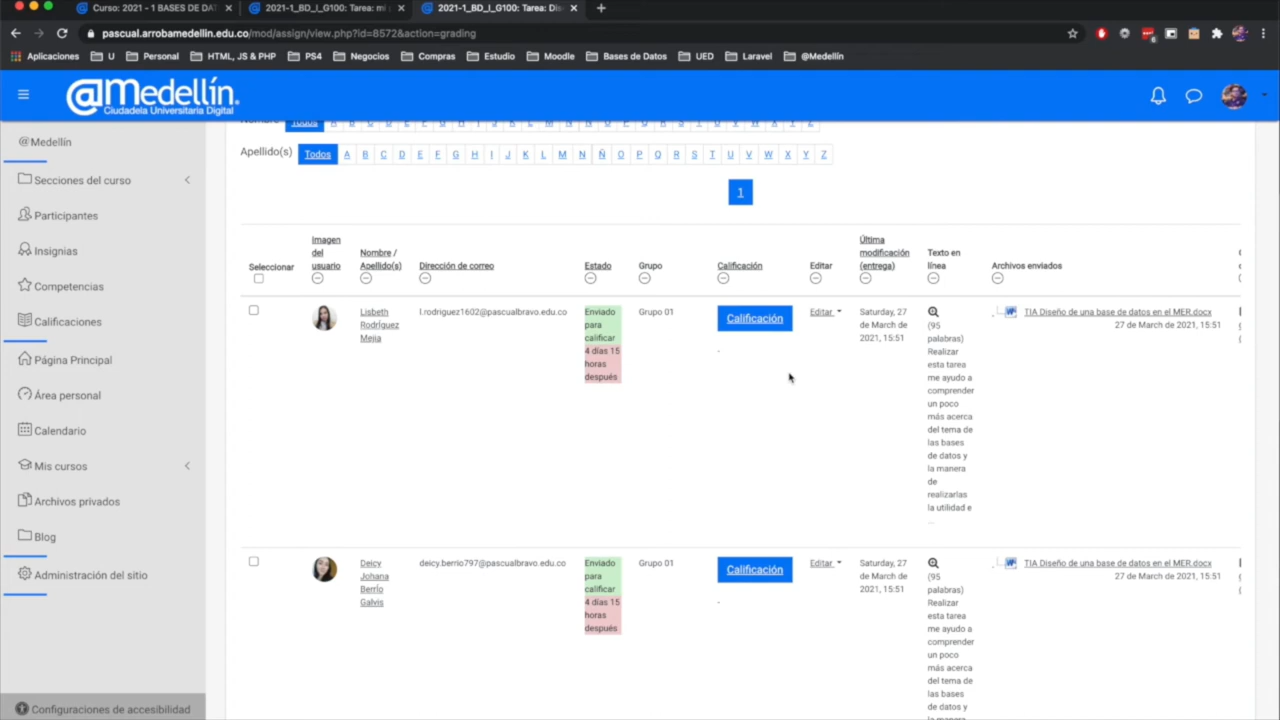 Curso: 2021 - 1 BASES DE DAT
2021-1_BD_I_G100: Tarea: mi
2021-1_BD_I_G100: Tarea: Dis
pascual.arrobamedellin.edu.co/mod/assign/view.php?id=8572&action=grading
Aplicaciones U Personal HTML, JS & PHP PS4 Negocios Compras Estudio Moodle Bases de Datos UED Laravel @Medellín
@Medellín.
Ciudadela Universitaria Digital
@Medellín
Secciones del curso
Participantes
Insignias
Competencias
Calificaciones
Página Principal
Área personal
Calendario
Mis cursos
Archivos privados
Blog
Administración del sitio
Configuraciones de accesibilidad
Apellido(s) Todos A B C D E F G H I J K L M N Ñ O P Q R S T U V W X Y Z
1
Seleccionar
Imagen
del
usuario
Nombre /
Apellido(s)
Dirección de correo
Estado
Grupo
Calificación
Editar
Última
modificación
(entrega)
Texto en
línea
Archivos enviados
Lisbeth
Rodríguez
Mejia
l.rodriguez1602@pascualbravo.edu.co
Enviado
para
calificar
4 días 15
horas
después
Grupo 01
Calificación
-
Editar
Saturday, 27
de March de
2021, 15:51
(95
palabras)
Realizar
esta tarea
me ayudo a
comprender
un poco
más acerca
del tema de
las bases
de datos y
la manera
de
realizarlas
la utilidad e
...
TIA Diseño de una base de datos en el MER.docx
27 de March de 2021, 15:51
Deicy
Johana
Berrío
Galvis
deicy.berrio797@pascualbravo.edu.co
Enviado
para
calificar
4 días 15
horas
después
Grupo 01
Calificación
-
Editar
Saturday, 27
de March de
2021, 15:51
(95
palabras)
Realizar
esta tarea
me ayudo a
comprender
un poco
más acerca
del tema de
las bases
de datos y
la manera
TIA Diseño de una base de datos en el MER.docx
27 de March de 2021, 15:51